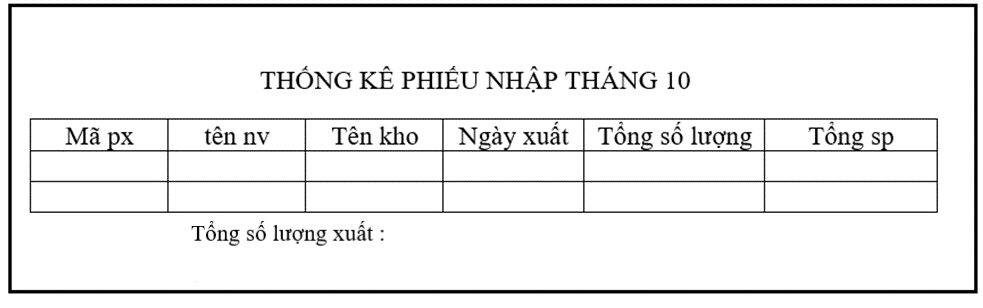 THỐNG KÊ PHIẾU NHẬP THÁNG 10
Mã px tên nv Tên kho Ngày xuất Tổng số lượng Tổng sp
Tổng số lượng xuất :